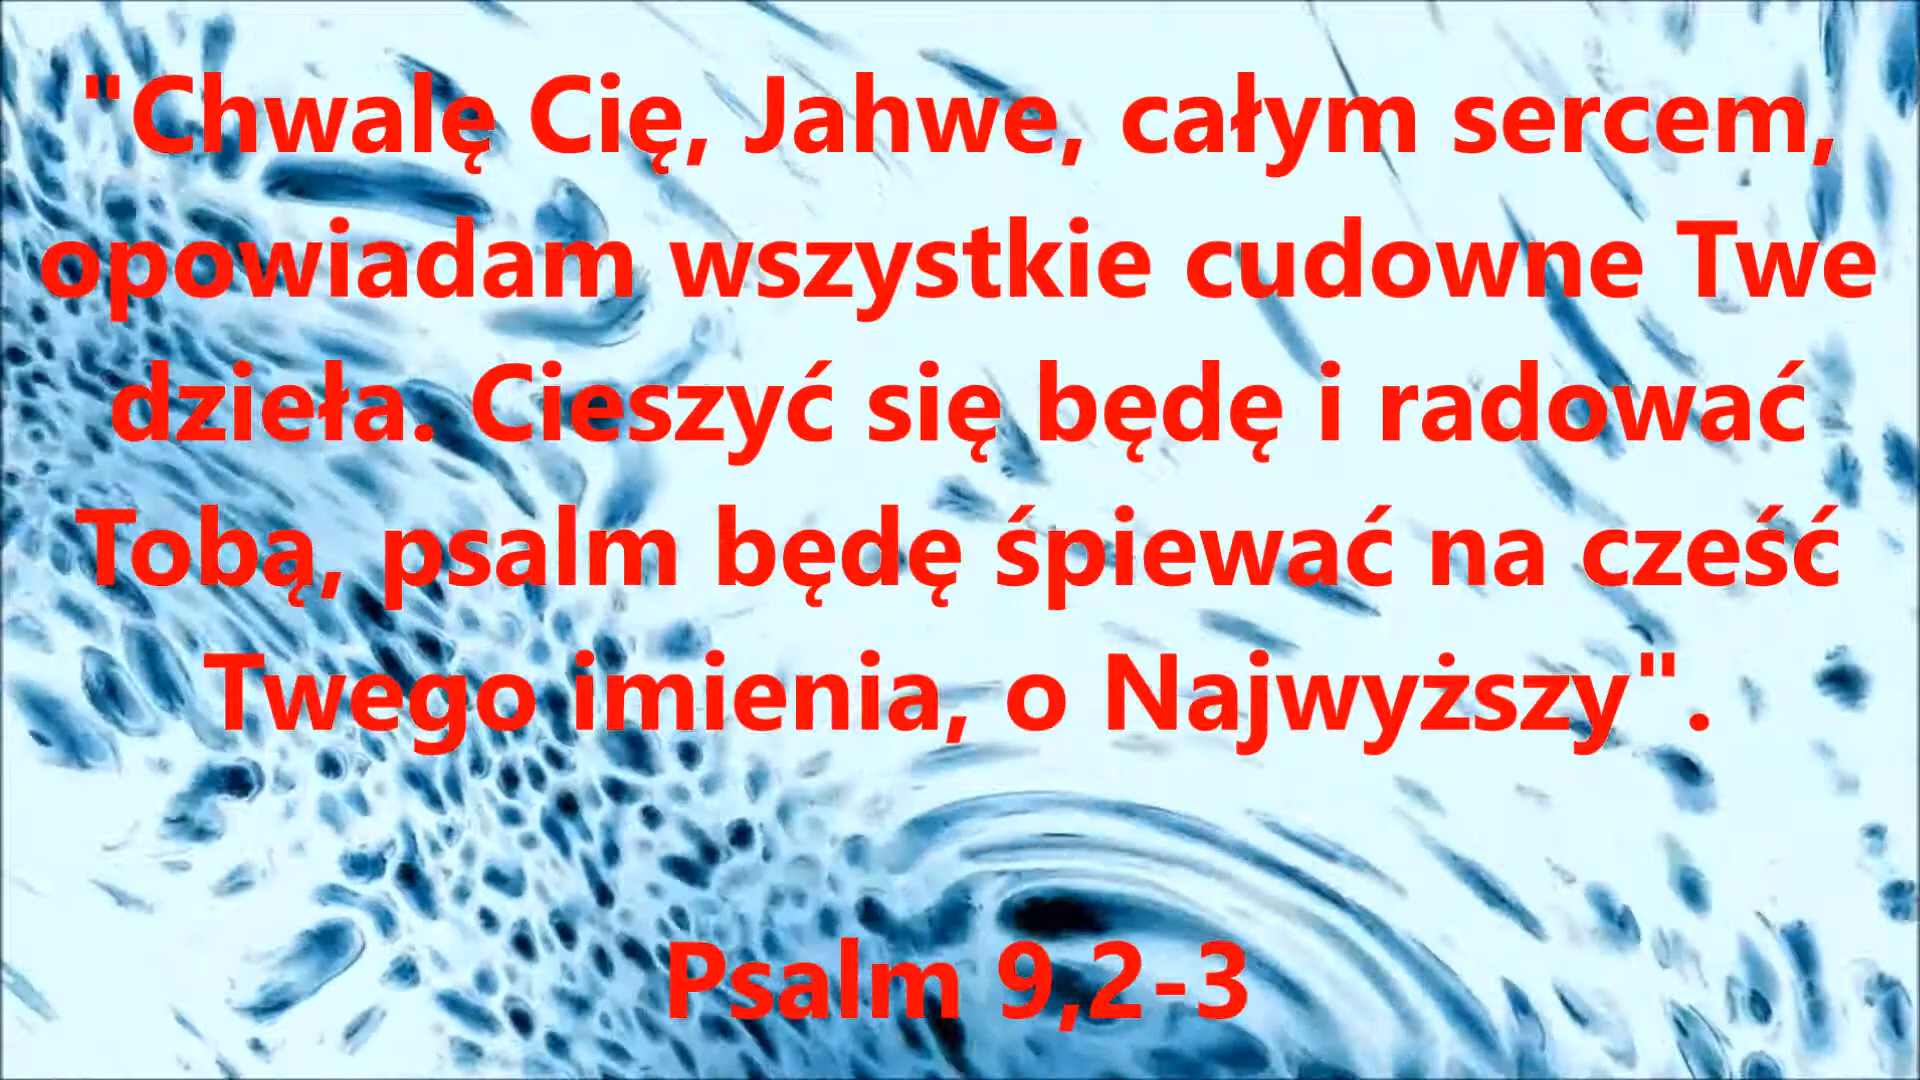 "Chwalę Cię, Jahwe, całym sercem,
opowiadam wszystkie cudowne Twe
dzieła. Cieszyć się będę i radować
Tobą, psalm będę śpiewać na cześć
Twego imienia, o Najwyższy".
Psalm 9,2-3